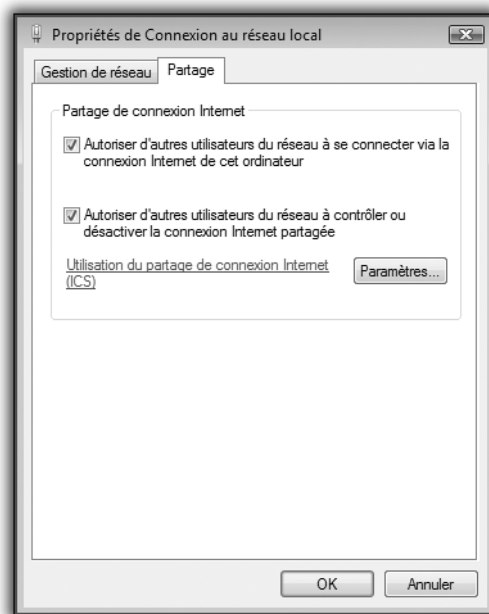 Propriétés de Connexion au réseau local
Gestion de réseau
Partage
Partage de connexion Internet
Autoriser d'autres utilisateurs du réseau à se connecter via la
connexion Internet de cet ordinateur
Autoriser d'autres utilisateurs du réseau à contrôler ou
désactiver la connexion Internet partagée
Utilisation du partage de connexion Internet
(ICS)
Paramètres...
OK
Annuler